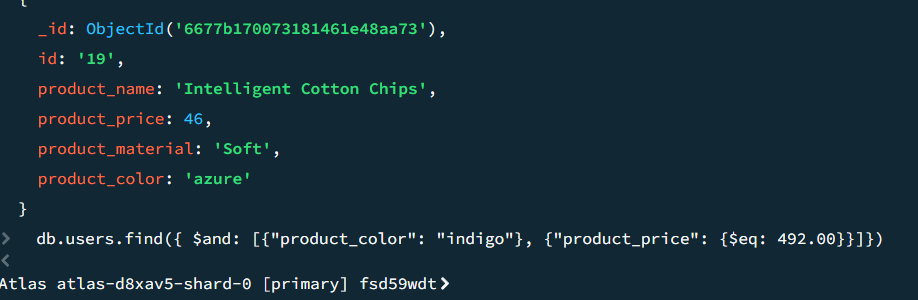 {
_id: ObjectId('6677b170073181461e48aa73'),
id: '19',
product_name: 'Intelligent Cotton Chips',
product_price: 46,
product_material: 'Soft',
product_color: 'azure'
}
> db.users.find({ $and: [{"product_color": "indigo"}, {"product_price": {$eq: 492.00}}]})
<
Atlas atlas-d8xav5-shard-0 [primary] fsd59wdt>